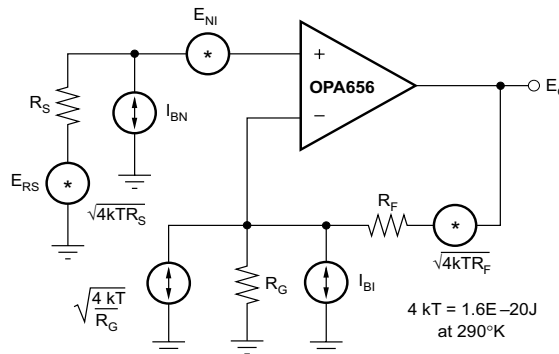 E_NI
+
OPA656
−
E_O
R_S
I_BN
E_RS
*
*
√4kTR_S
R_F
*
√4kTR_F
√4 kT/R_G
R_G
I_BI
4 kT = 1.6E –20J
at 290°K